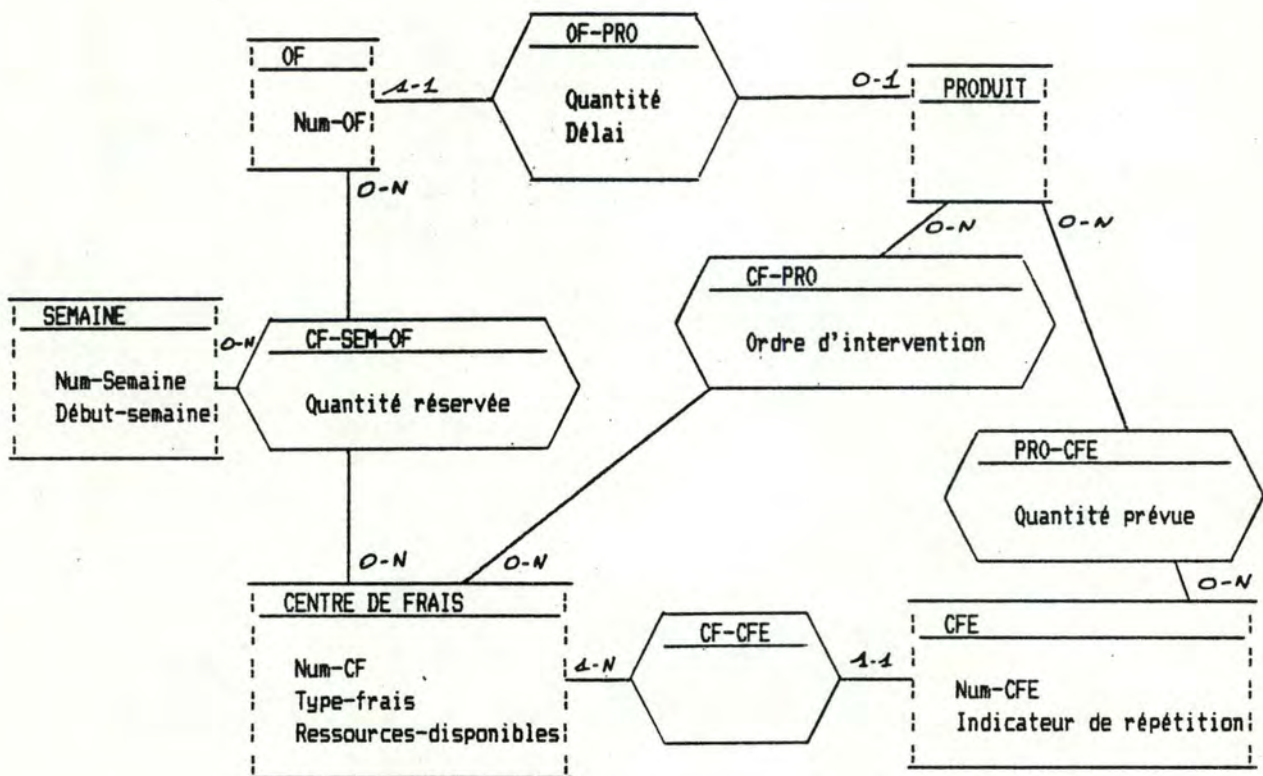 OF-PRO
OF
Quantité
Délai
Num-OF
1-1
0-1
PRODUIT
0-N
0-N
0-N
CF-PRO
Ordre d'intervention
SEMAINE
Num-Semaine
Début-semaine
0-N
CF-SEM-OF
Quantité réservée
PRO-CFE
Quantité prévue
0-N
0-N
0-N
CENTRE DE FRAIS
Num-CF
Type-frais
Ressources-disponibles
1-N
CF-CFE
1-1
CFE
Num-CFE
Indicateur de répétition